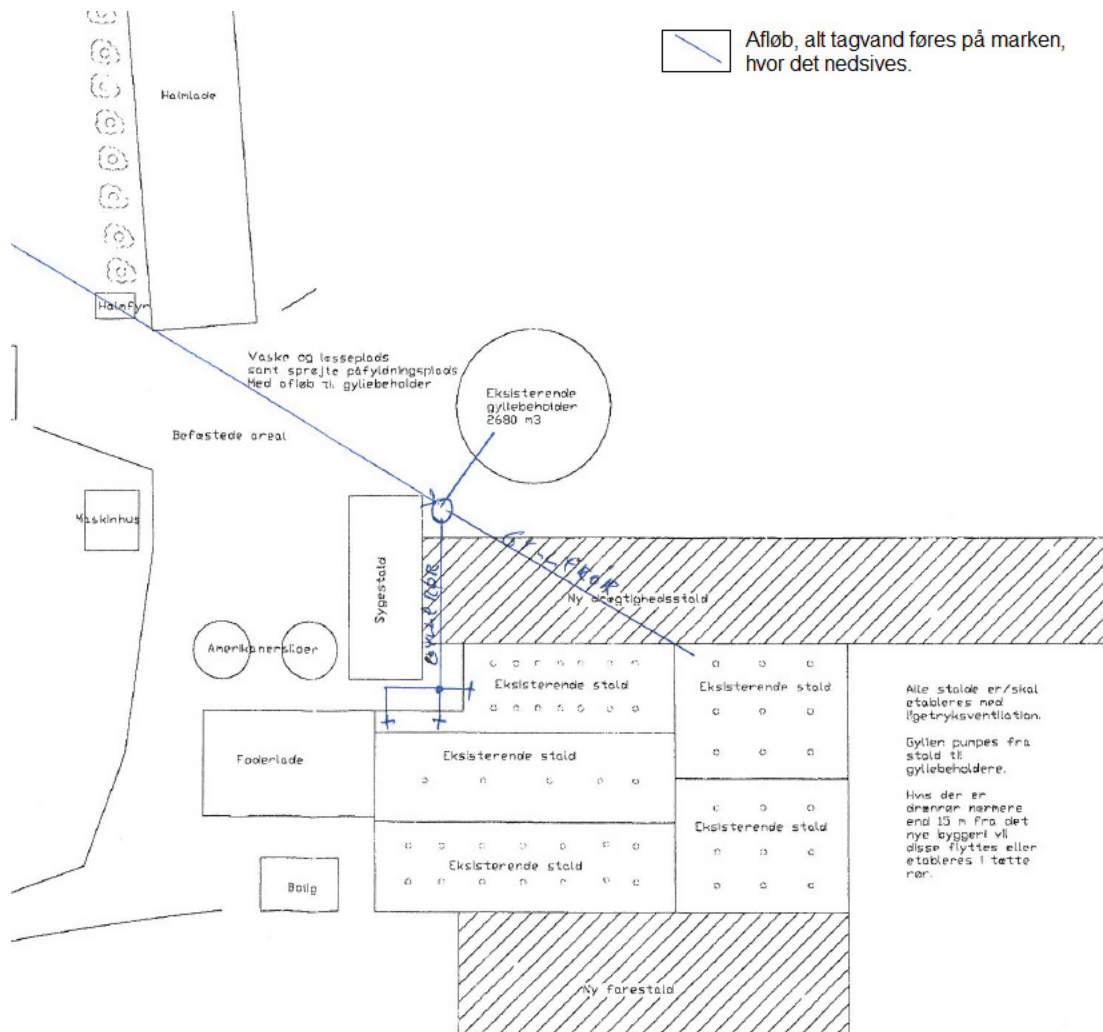 Afløb, alt tagvand føres på marken,
hvor det nedsives.
Halmlade
Halmfyr
Vaske og læsseplads
samt sprøjte påfyldningsplads
Med afløb til gyllebeholder
Eksisterende
gyllebeholder
2680 m3
Befæstede areal
Maskinhus
Sygestald
GYLLERØR
GYLLERØR
Ny drægtighedsstald
Amerikanersiloer
Eksisterende stald
Eksisterende stald
Foderlade
Eksisterende stald
Eksisterende stald
Eksisterende stald
Bolig
Ny farestald
Alle stalde er/skal
etableres med
ligetryksventilation.
Gyllen pumpes fra
stald til
gyllebeholdere.
Hvis der er
drænrør nærmere
end 15 m fra det
nye byggeri vil
disse flyttes eller
etableres i tætte
rør.